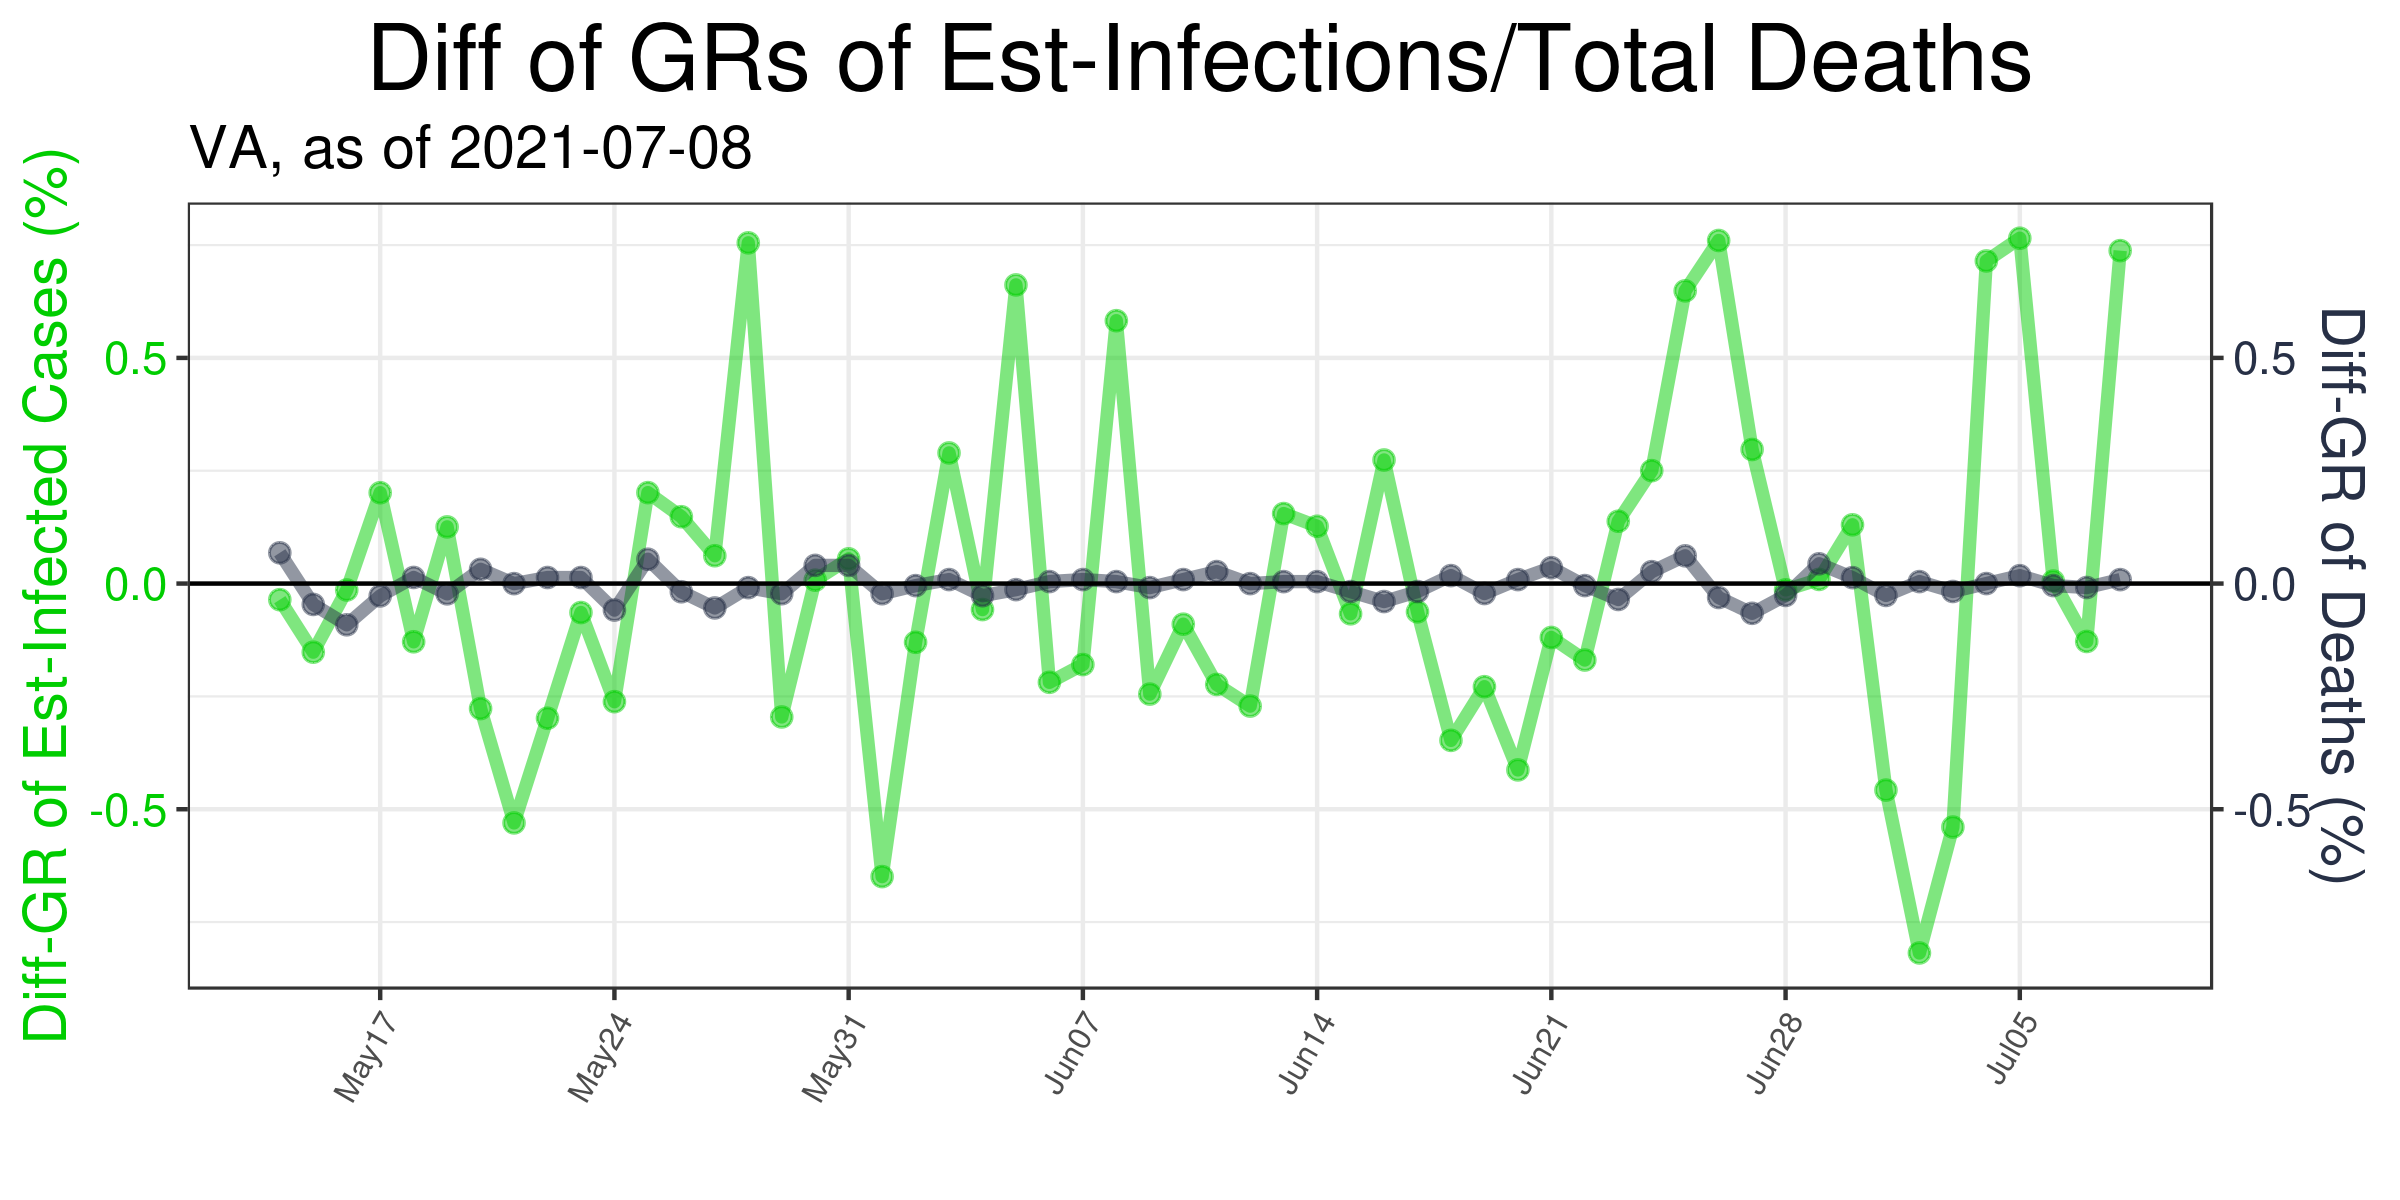 Diff of GRs of Est-Infections/Total Deaths
VA, as of 2021-07-08
Diff-GR of Est-Infected Cases (%)
0.5
0.0
-0.5
0.5
0.0
-0.5
Diff-GR of Deaths (%)
May17
May24
May31
Jun07
Jun14
Jun21
Jun28
Jul05